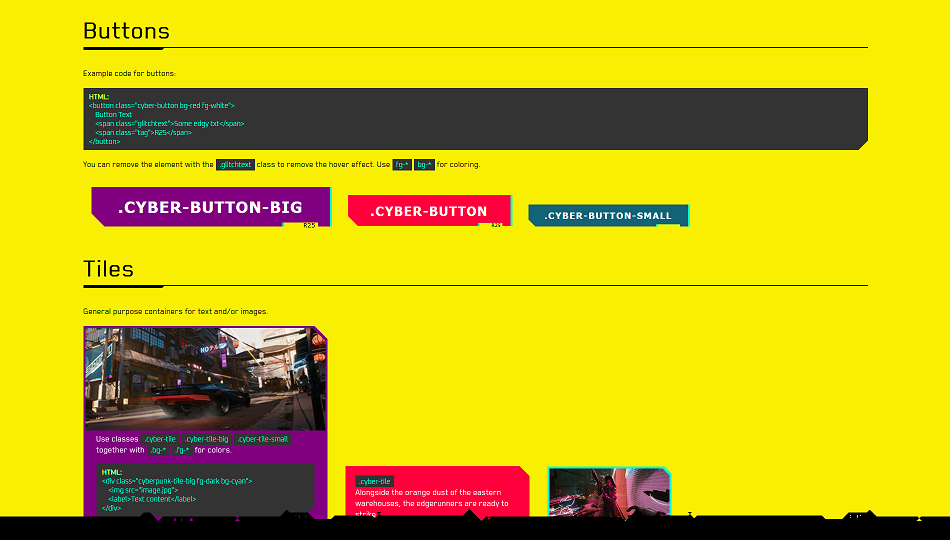 Buttons
Example code for buttons:
HTML:
<button class="cyber-button bg-red fg-white">
Button Text
<span class="glitchtext">Some edgy txt</span>
<span class="tag">R25</span>
</button>
You can remove the element with the .glitchtext class to remove the hover effect. Use fg-* bg-* for coloring.
.CYBER-BUTTON-BIG
R25
.CYBER-BUTTON
R25
.CYBER-BUTTON-SMALL
Tiles
General purpose containers for text and/or images.
HOTEL
Use classes .cyber-tile .cyber-tile-big .cyber-tile-small
together with .bg-* .fg-* for colors.
HTML:
<div class="cyberpunk-tile-big fg-dark bg-cyan">
<img src="image.jpg">
<label>Text content</label>
</div>
.cyber-tile
Alongside the orange dust of the eastern
warehouses, the edgerunners are ready to
strike